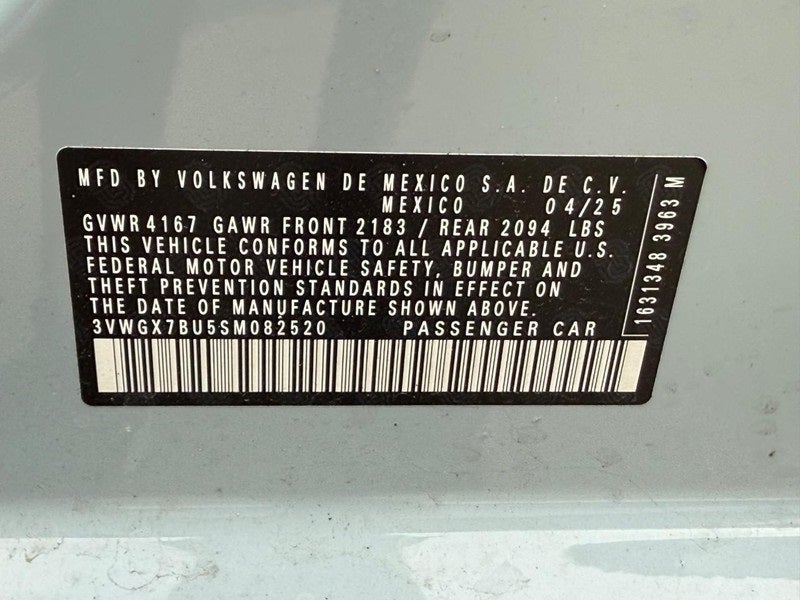 MFD BY VOLKSWAGEN DE MEXICO S.A. DE C.V.
MEXICO 04/25
GVWR 4167 GAWR FRONT 2183 / REAR 2094 LBS
THIS VEHICLE CONFORMS TO ALL APPLICABLE U.S.
FEDERAL MOTOR VEHICLE SAFETY, BUMPER AND
THEFT PREVENTION STANDARDS IN EFFECT ON
THE DATE OF MANUFACTURE SHOWN ABOVE.
3VWGX7BU5SM082520 PASSENGER CAR
1631348 3963 M